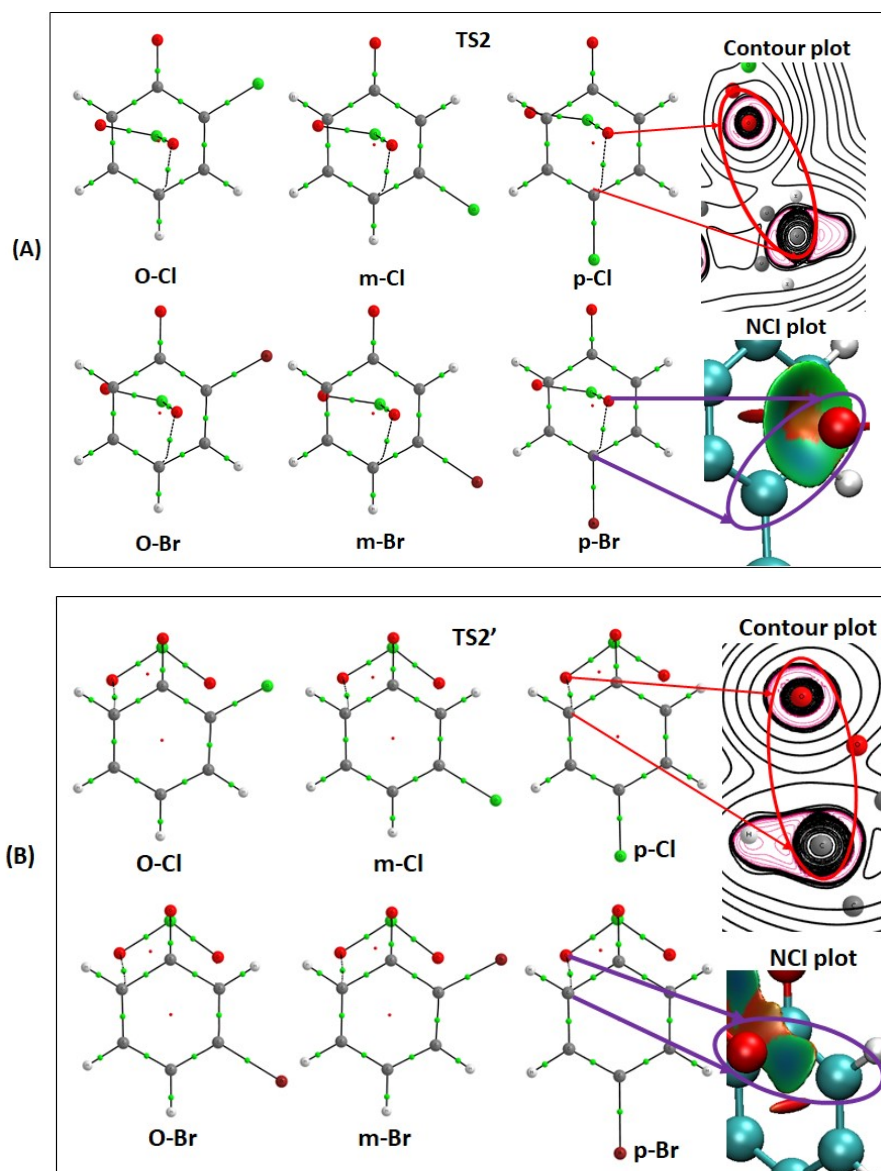 TS2
Contour plot
(A)
O-Cl
m-Cl
p-Cl
NCI plot
O-Br
m-Br
p-Br
TS2’
Contour plot
H
C
(B)
O-Cl
m-Cl
p-Cl
NCI plot
O-Br
m-Br
p-Br